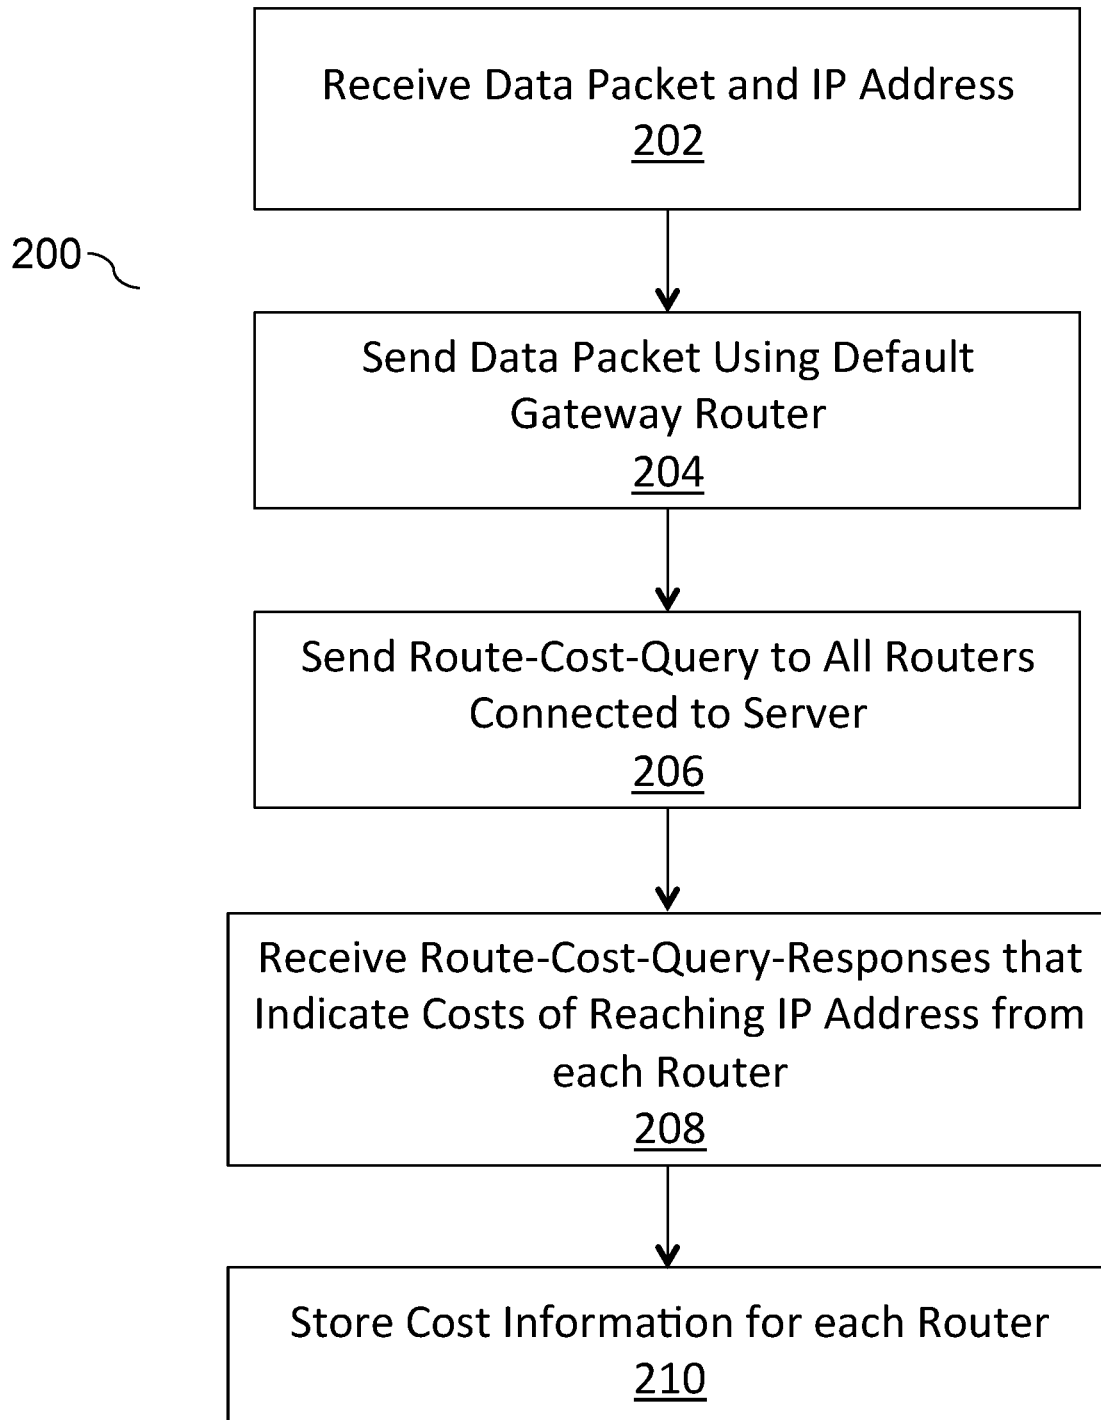 Receive Data Packet and IP Address
202
200
Send Data Packet Using Default
Gateway Router
204
Send Route-Cost-Query to All Routers
Connected to Server
206
Receive Route-Cost-Query-Responses that
Indicate Costs of Reaching IP Address from
each Router
208
Store Cost Information for each Router
210